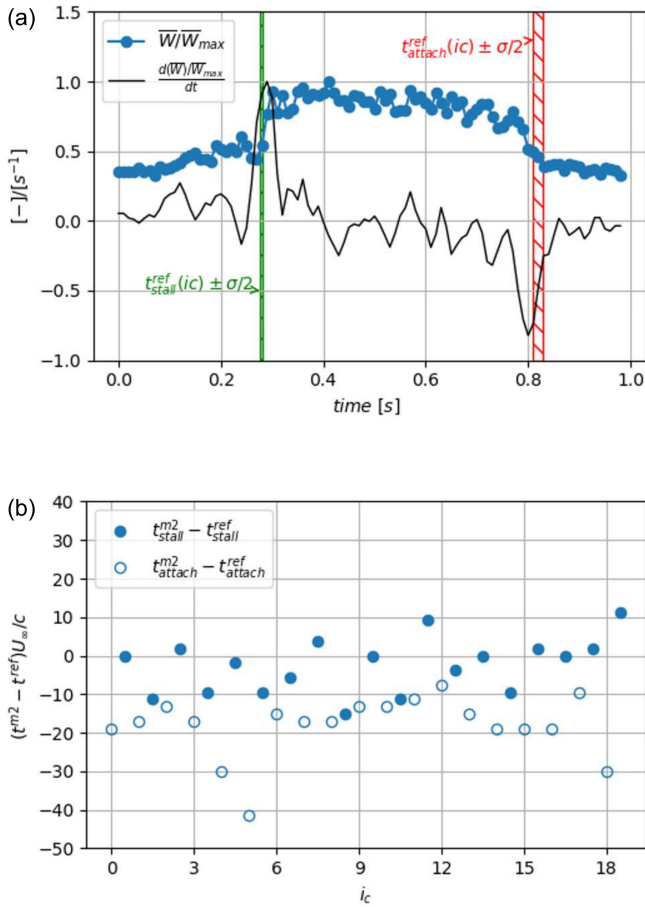 (a)
1.5
1.0
0.5
0.0
−0.5
−1.0
[−]/[s⁻¹]
W̅/W̅max
d(W̅)/W̅max
dt
t^ref_attach(ic) ± σ/2
t^ref_stall(ic) ± σ/2
0.0 0.2 0.4 0.6 0.8 1.0
time [s]
(b)
40
30
20
10
0
−10
−20
−30
−40
−50
(t^m2 − t^ref)U∞/c
t^m2_stall − t^ref_stall
t^m2_attach − t^ref_attach
0 3 6 9 12 15 18
i_c